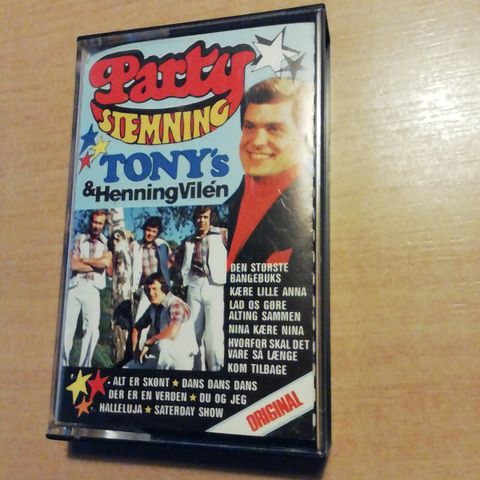 Party
STEMNING
TONY's
& Henning Vilén
DEN STØRSTE
BANGEBUKS
KÆRE LILLE ANNA
LAD OS GØRE
ALTING SAMMEN
NINA KÆRE NINA
HVORFOR SKAL DET
VARE SÅ LÆNGE
KOM TILBAGE
ALT ER SKØNT ★ DANS DANS DANS
DER ER EN VERDEN ★ DU OG JEG
HALLELUJA ★ SATERDAY SHOW
ORIGINAL